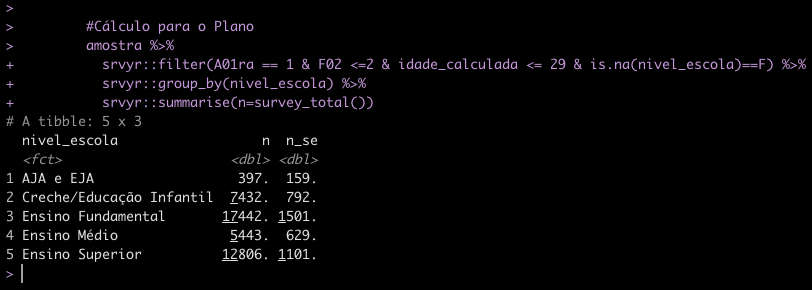 >
>         #Cálculo para o Plano
>         amostra %>%
+           srvyr::filter(A01ra == 1 & F02 <=2 & idade_calculada <= 29 & is.na(nivel_escola)==F) %>%
+           srvyr::group_by(nivel_escola) %>%
+           srvyr::summarise(n=survey_total())
# A tibble: 5 x 3
  nivel_escola                 n  n_se
  <fct>                    <dbl> <dbl>
1 AJA e EJA                 397.  159.
2 Creche/Educação Infantil  7432.  792.
3 Ensino Fundamental       17442. 1501.
4 Ensino Médio              5443.  629.
5 Ensino Superior          12806. 1101.
>